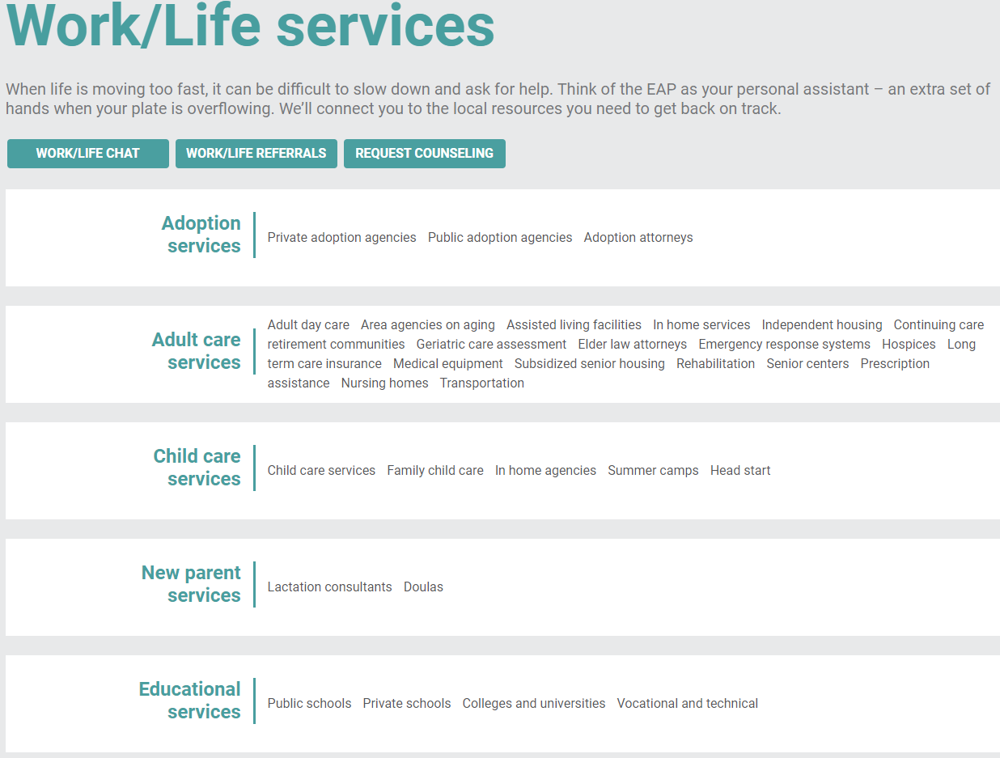 Work/Life services
When life is moving too fast, it can be difficult to slow down and ask for help. Think of the EAP as your personal assistant – an extra set of
hands when your plate is overflowing. We’ll connect you to the local resources you need to get back on track.
WORK/LIFE CHAT WORK/LIFE REFERRALS REQUEST COUNSELING
Adoption
services
Private adoption agencies Public adoption agencies Adoption attorneys
Adult care
services
Adult day care Area agencies on aging Assisted living facilities In home services Independent housing Continuing care
retirement communities Geriatric care assessment Elder law attorneys Emergency response systems Hospices Long
term care insurance Medical equipment Subsidized senior housing Rehabilitation Senior centers Prescription
assistance Nursing homes Transportation
Child care
services
Child care services Family child care In home agencies Summer camps Head start
New parent
services
Lactation consultants Doulas
Educational
services
Public schools Private schools Colleges and universities Vocational and technical